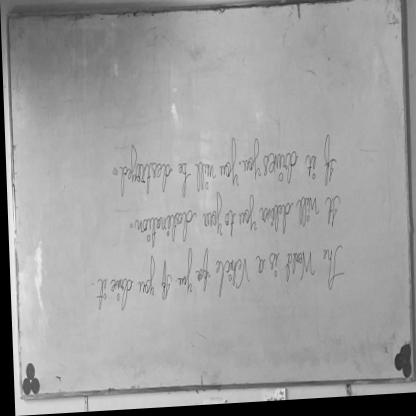 The World is a Vehicle for you If you drive it.
It will deliver you to your destination.
If it drives you, you will be destroyed.